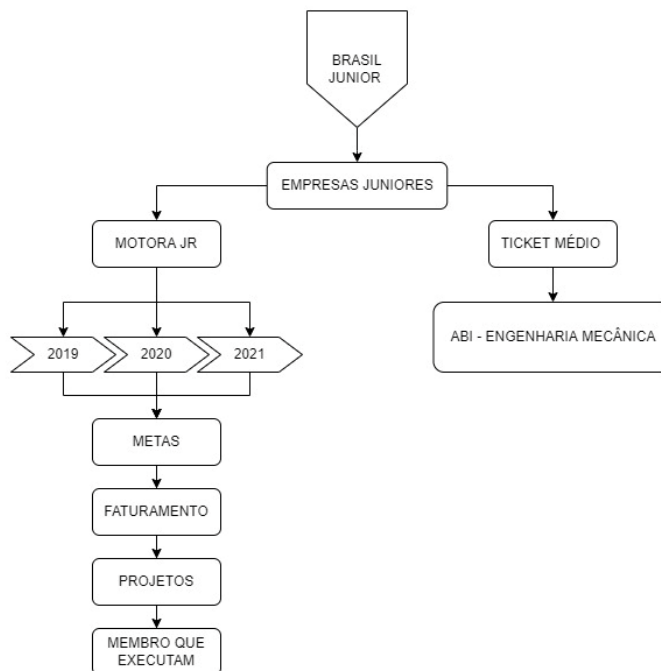 BRASIL
JUNIOR
EMPRESAS JUNIORES
MOTORA JR
TICKET MÉDIO
2019
2020
2021
ABI - ENGENHARIA MECÂNICA
METAS
FATURAMENTO
PROJETOS
MEMBRO QUE
EXECUTAM